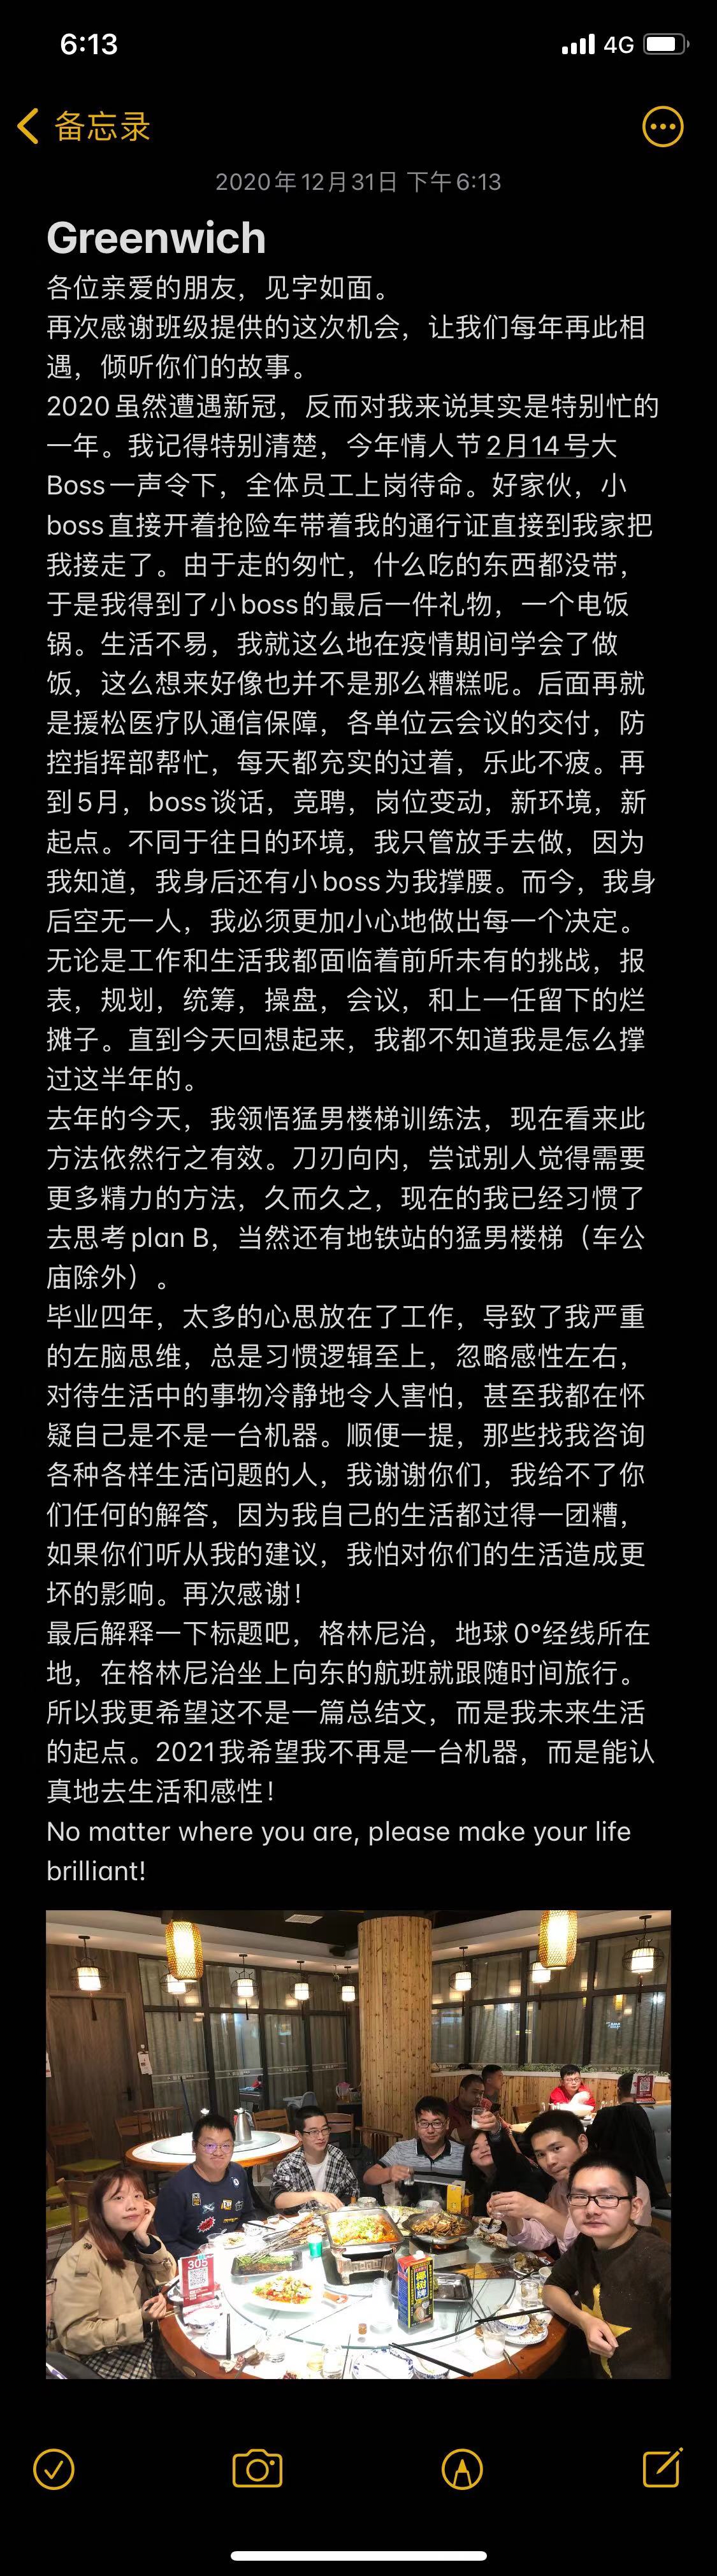 6:13
4G
备忘录
2020年12月31日 下午6:13
Greenwich
各位亲爱的朋友，见字如面。
再次感谢班级提供的这次机会，让我们每年再此相
遇，倾听你们的故事。
2020虽然遭遇新冠，反而对我来说其实是特别忙的
一年。我记得特别清楚，今年情人节2月14号大
Boss一声令下，全体员工上岗待命。好家伙，小
boss直接开着抢险车带着我的通行证直接到我家把
我接走了。由于走的匆忙，什么吃的东西都没带，
于是我得到了小boss的最后一件礼物，一个电饭
锅。生活不易，我就这么地在疫情期间学会了做
饭，这么想来好像也并不是那么糟糕呢。后面再就
是援松医疗队通信保障，各单位云会议的交付，防
控指挥部帮忙，每天都充实的过着，乐此不疲。再
到5月，boss谈话，竞聘，岗位变动，新环境，新
起点。不同于往日的环境，我只管放手去做，因为
我知道，我身后还有小boss为我撑腰。而今，我身
后空无一人，我必须更加小心地做出每一个决定。
无论是工作和生活我都面临着前所未有的挑战，报
表，规划，统筹，操盘，会议，和上一任留下的烂
摊子。直到今天回想起来，我都不知道我是怎么撑
过这半年的。
去年的今天，我领悟猛男楼梯训练法，现在看来此
方法依然行之有效。刀刃向内，尝试别人觉得需要
更多精力的方法，久而久之，现在的我已经习惯了
去思考plan B，当然还有地铁站的猛男楼梯（车公
庙除外）。
毕业四年，太多的心思放在了工作，导致了我严重
的左脑思维，总是习惯逻辑至上，忽略感性左右，
对待生活中的事物冷静地令人害怕，甚至我都在怀
疑自己是不是一台机器。顺便一提，那些找我咨询
各种各样生活问题的人，我谢谢你们，我给不了你
们任何的解答，因为我自己的生活都过得一团糟，
如果你们听从我的建议，我怕对你们的生活造成更
坏的影响。再次感谢！
最后解释一下标题吧，格林尼治，地球0°经线所在
地，在格林尼治坐上向东的航班就跟随时间旅行。
所以我更希望这不是一篇总结文，而是我未来生活
的起点。2021我希望我不再是一台机器，而是能认
真地去生活和感性！
No matter where you are, please make your life
brilliant!
305
椰树牌